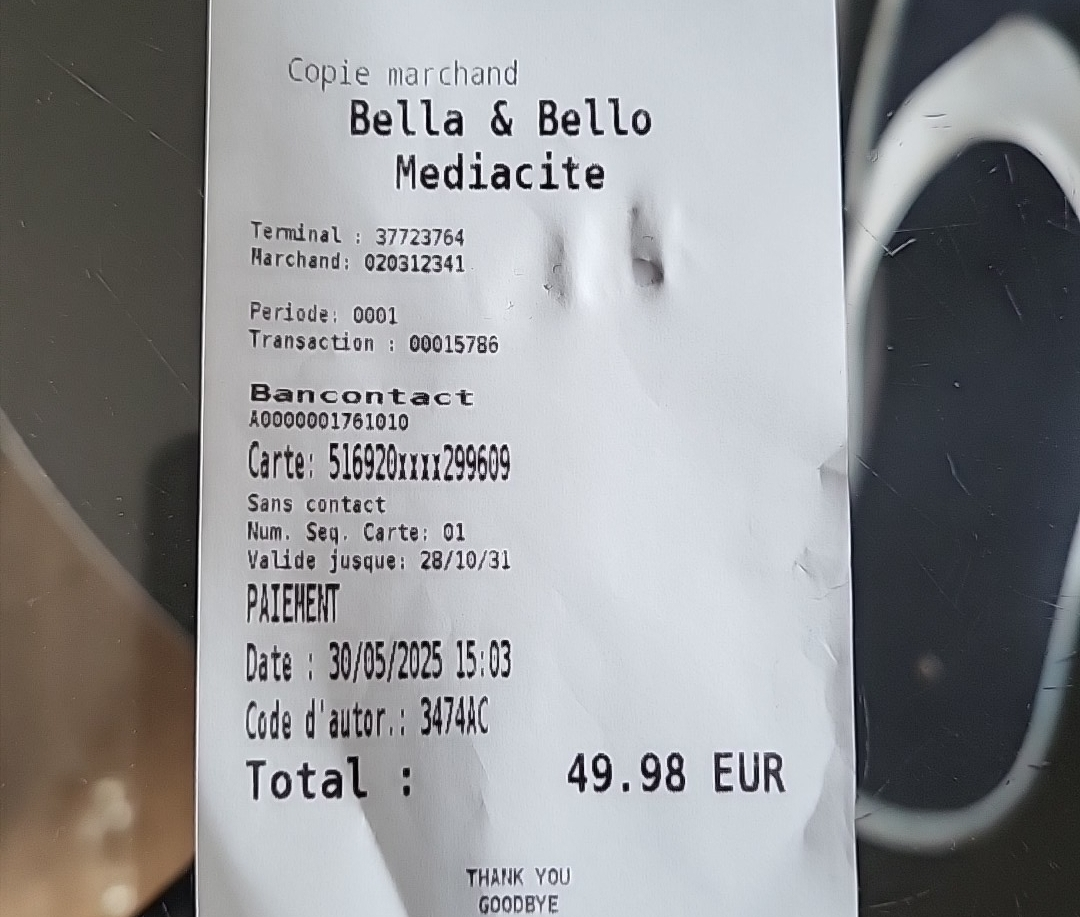 Copie marchand
Bella & Bello
Mediacite
Terminal : 37723764
Marchand: 020312341
Periode: 0001
Transaction : 00015786
Bancontact
A0000001761010
Carte: 516920xxxx299609
Sans contact
Num. Seq. Carte: 01
Valide jusque: 28/10/31
PAIEMENT
Date : 30/05/2025 15:03
Code d'autor.: 3474AC
Total : 49.98 EUR
THANK YOU
GOODBYE